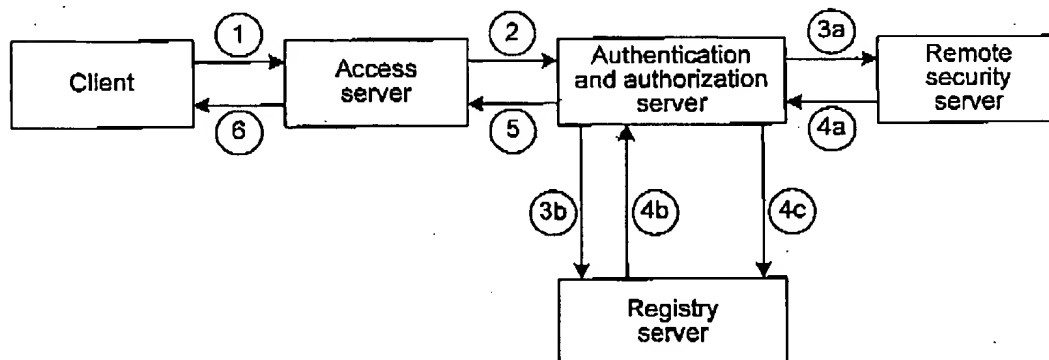 1
2
3a
Client
Access
server
Authentication
and authorization
server
Remote
security
server
6
5
4a
3b
4b
4c
Registry
server